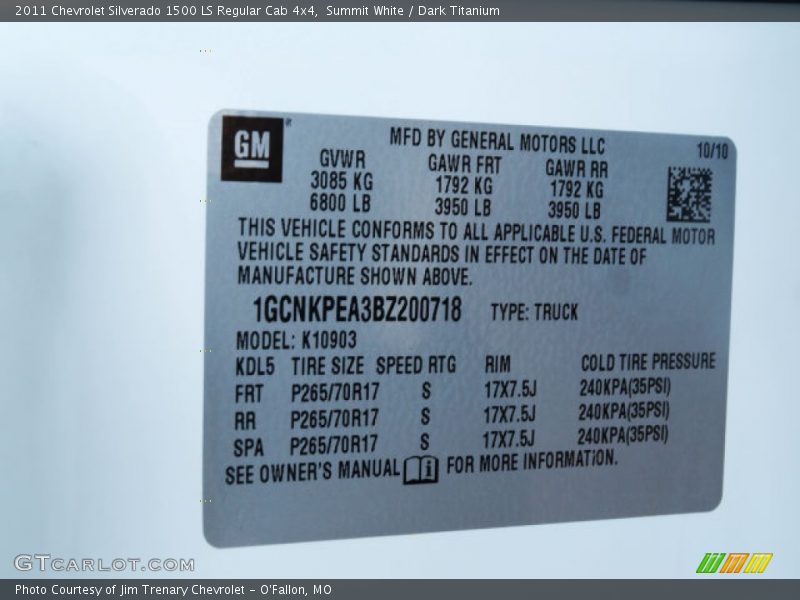 2011 Chevrolet Silverado 1500 LS Regular Cab 4x4,  Summit White / Dark Titanium
GM
MFD BY GENERAL MOTORS LLC
10/10
GVWR GAWR FRT GAWR RR
3085 KG 1792 KG 1792 KG
6800 LB 3950 LB 3950 LB
THIS VEHICLE CONFORMS TO ALL APPLICABLE U.S. FEDERAL MOTOR
VEHICLE SAFETY STANDARDS IN EFFECT ON THE DATE OF
MANUFACTURE SHOWN ABOVE.
1GCNKPEA3BZ200718 TYPE: TRUCK
MODEL: K10903
KDL5 TIRE SIZE SPEED RTG RIM COLD TIRE PRESSURE
FRT P265/70R17 S 17X7.5J 240KPA(35PSI)
RR P265/70R17 S 17X7.5J 240KPA(35PSI)
SPA P265/70R17 S 17X7.5J 240KPA(35PSI)
SEE OWNER'S MANUAL FOR MORE INFORMATION.
GTCARLOT.COM
Photo Courtesy of Jim Trenary Chevrolet - O'Fallon, MO